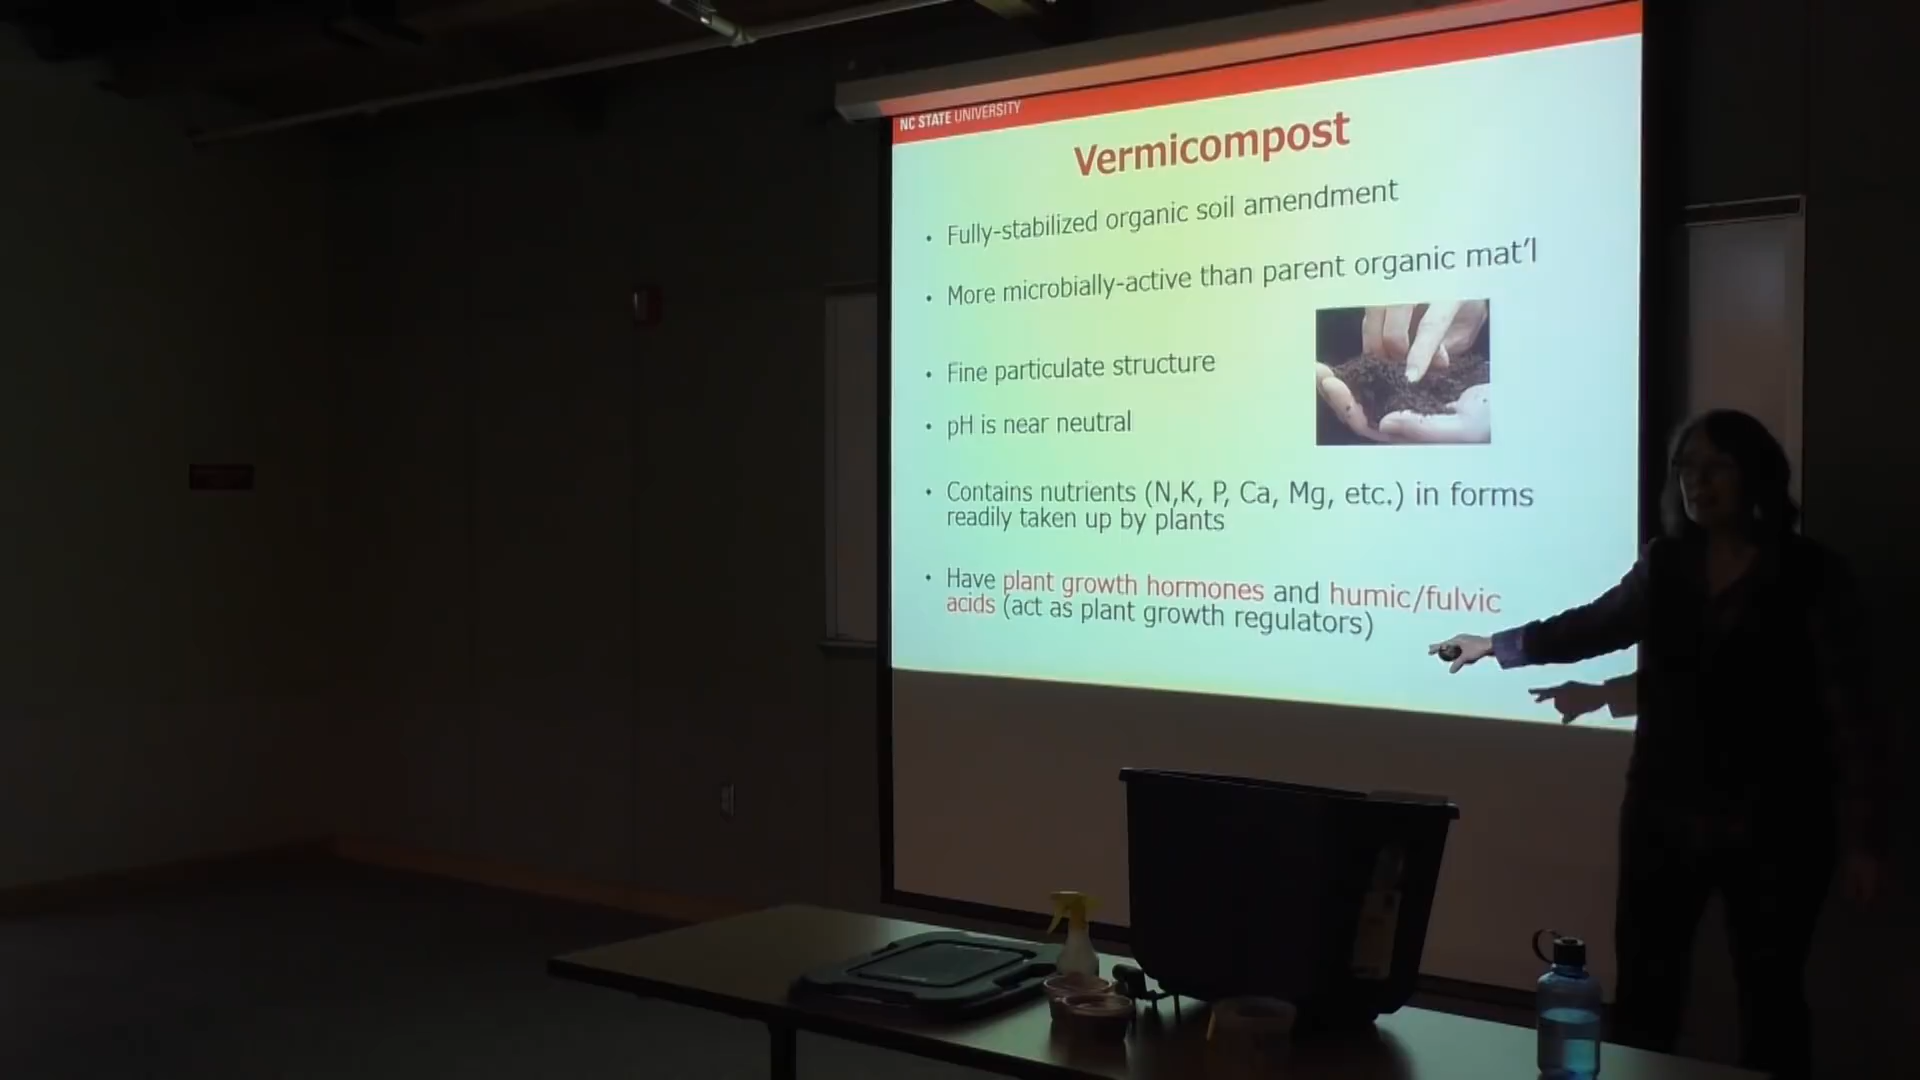 NC STATE UNIVERSITY
Vermicompost
• Fully-stabilized organic soil amendment
• More microbially-active than parent organic mat'l
• Fine particulate structure
• pH is near neutral
• Contains nutrients (N,K, P, Ca, Mg, etc.) in forms
readily taken up by plants
• Have plant growth hormones and humic/fulvic
acids (act as plant growth regulators)